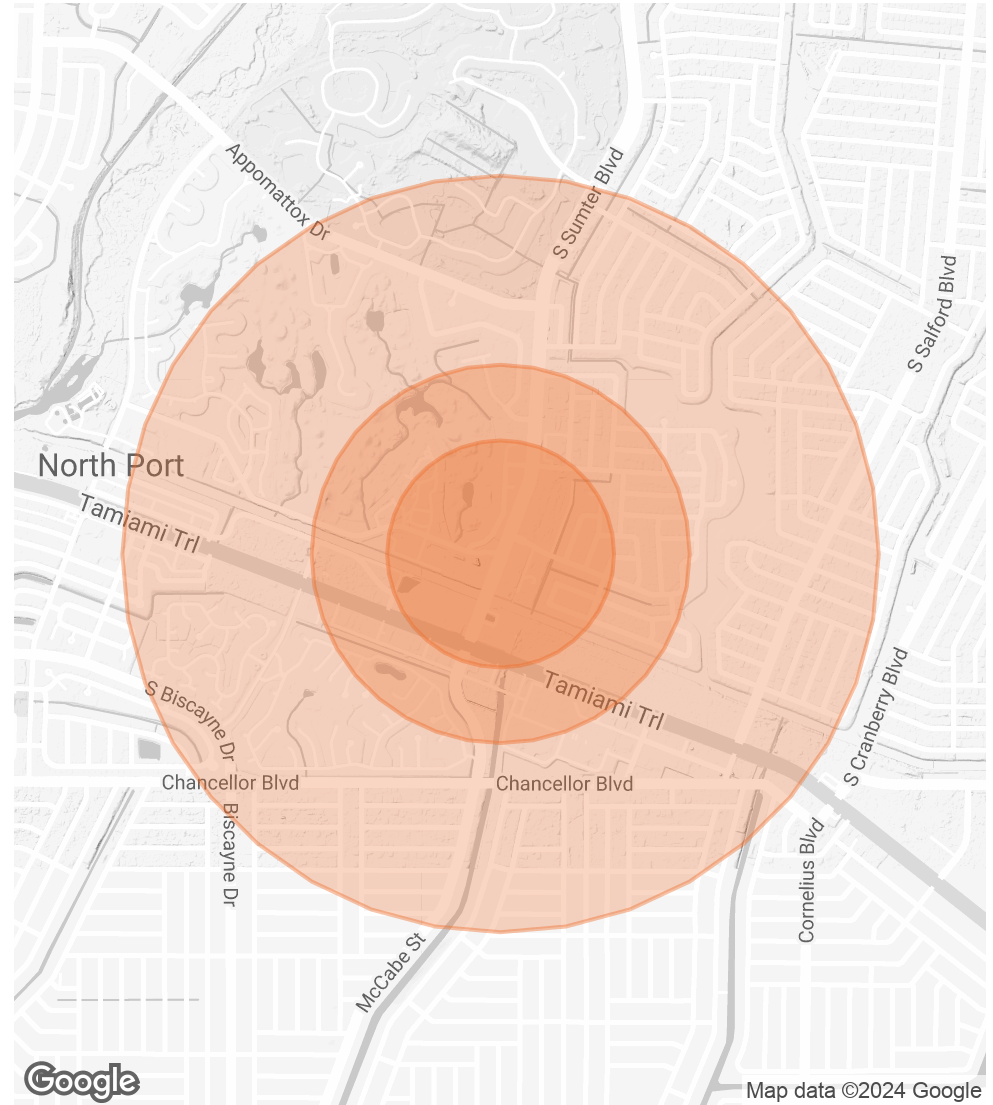 Appomattox Dr
S Sumter Blvd
S Salford Blvd
North Port
Tamiami Trl
Tamiami Trl
S Biscayne Dr
S Cranberry Blvd
Chancellor Blvd
Chancellor Blvd
Biscayne Dr
Cornelius Blvd
McCabe St
Google
Map data ©2024 Google